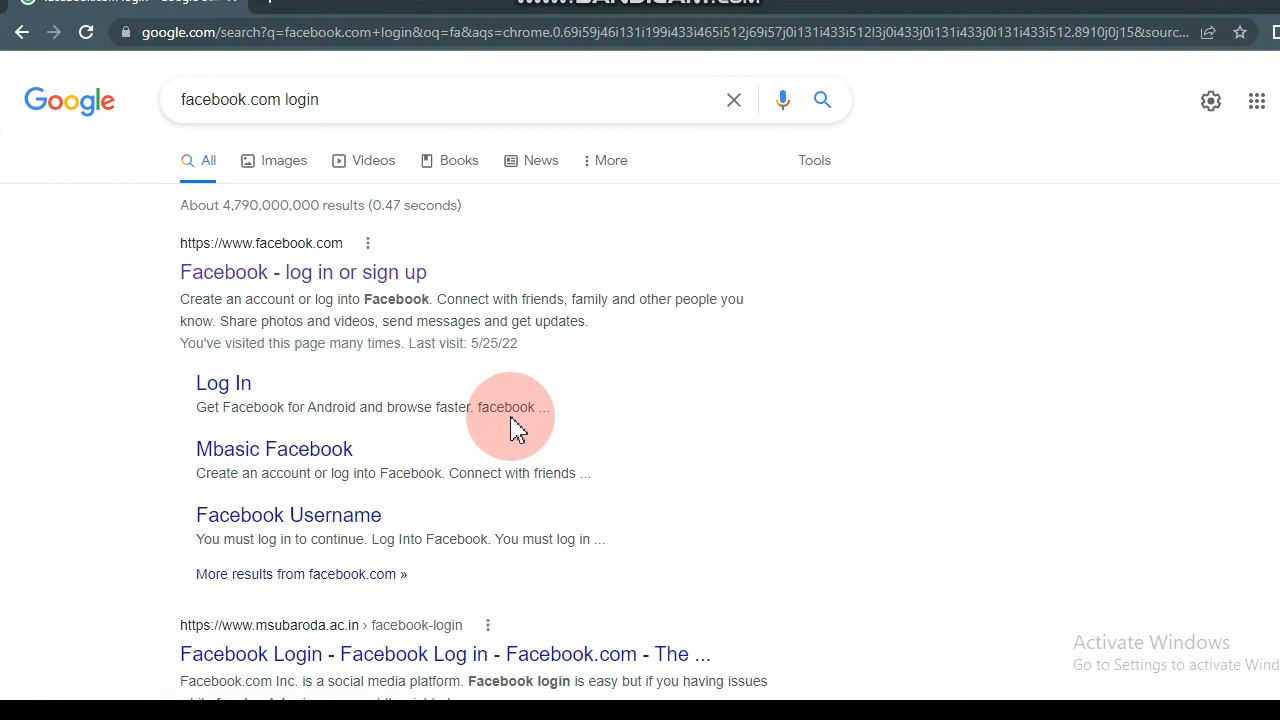 www.BANDICAM.com
google.com/search?q=facebook.com+login&oq=fa&aqs=chrome.0.69i59j46i131i199i433i465i512j69i57j0i131i433i512l3j0i433j0i131i433j0i131i433i512.8910j0j15&sourc...
Google
facebook.com login
All Images Videos Books News More Tools
About 4,790,000,000 results (0.47 seconds)
https://www.facebook.com
Facebook - log in or sign up
Create an account or log into Facebook. Connect with friends, family and other people you
know. Share photos and videos, send messages and get updates.
You've visited this page many times. Last visit: 5/25/22
Log In
Get Facebook for Android and browse faster. facebook ...
Mbasic Facebook
Create an account or log into Facebook. Connect with friends ...
Facebook Username
You must log in to continue. Log Into Facebook. You must log in ...
More results from facebook.com »
https://www.msubaroda.ac.in › facebook-login
Facebook Login - Facebook Log in - Facebook.com - The ...
Facebook.com Inc. is a social media platform. Facebook login is easy but if you having issues
Activate Windows
Go to Settings to activate Wind